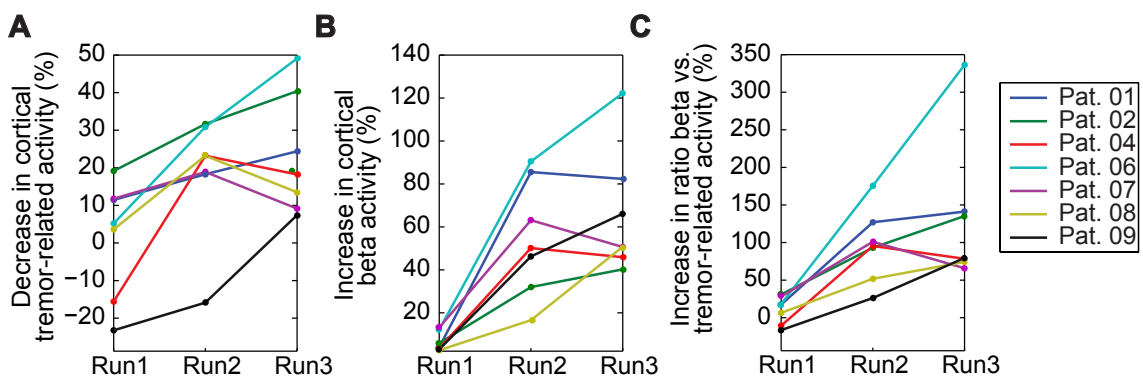 A
Decrease in cortical
tremor-related activity (%)
50
40
30
20
10
0
−10
−20
Run1 Run2 Run3
B
Increase in cortical
beta activity (%)
140
120
100
80
60
40
20
Run1 Run2 Run3
C
Increase in ratio beta vs.
tremor-related activity (%)
350
300
250
200
150
100
50
0
Run1 Run2 Run3
Pat. 01
Pat. 02
Pat. 04
Pat. 06
Pat. 07
Pat. 08
Pat. 09